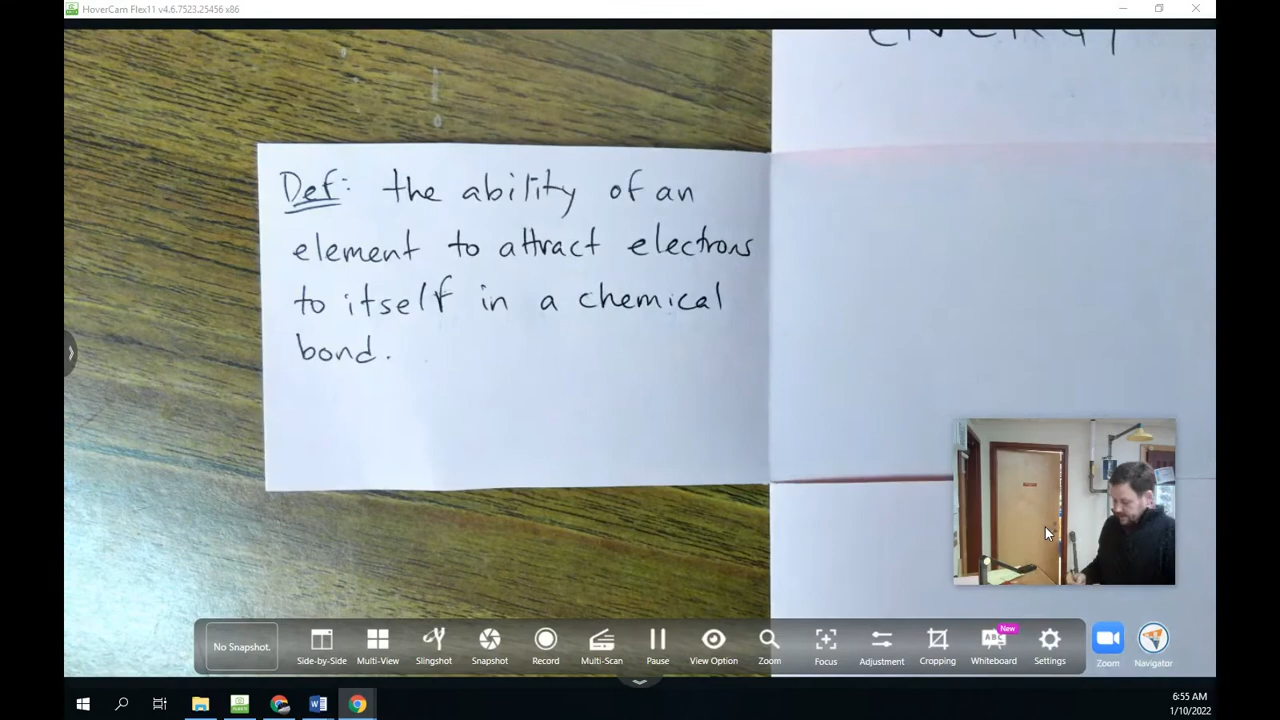 HoverCam Flex11 v4.6.7523.25456 x86
Def: the ability of an
element to attract electrons
to itself in a chemical
bond.
No Snapshot.
Side-by-Side
Multi-View
Slingshot
Snapshot
Record
Multi-Scan
Pause
View Option
Zoom
Focus
Adjustment
Cropping
New
ABC
Whiteboard
Settings
Zoom
Navigator
6:55 AM
1/10/2022